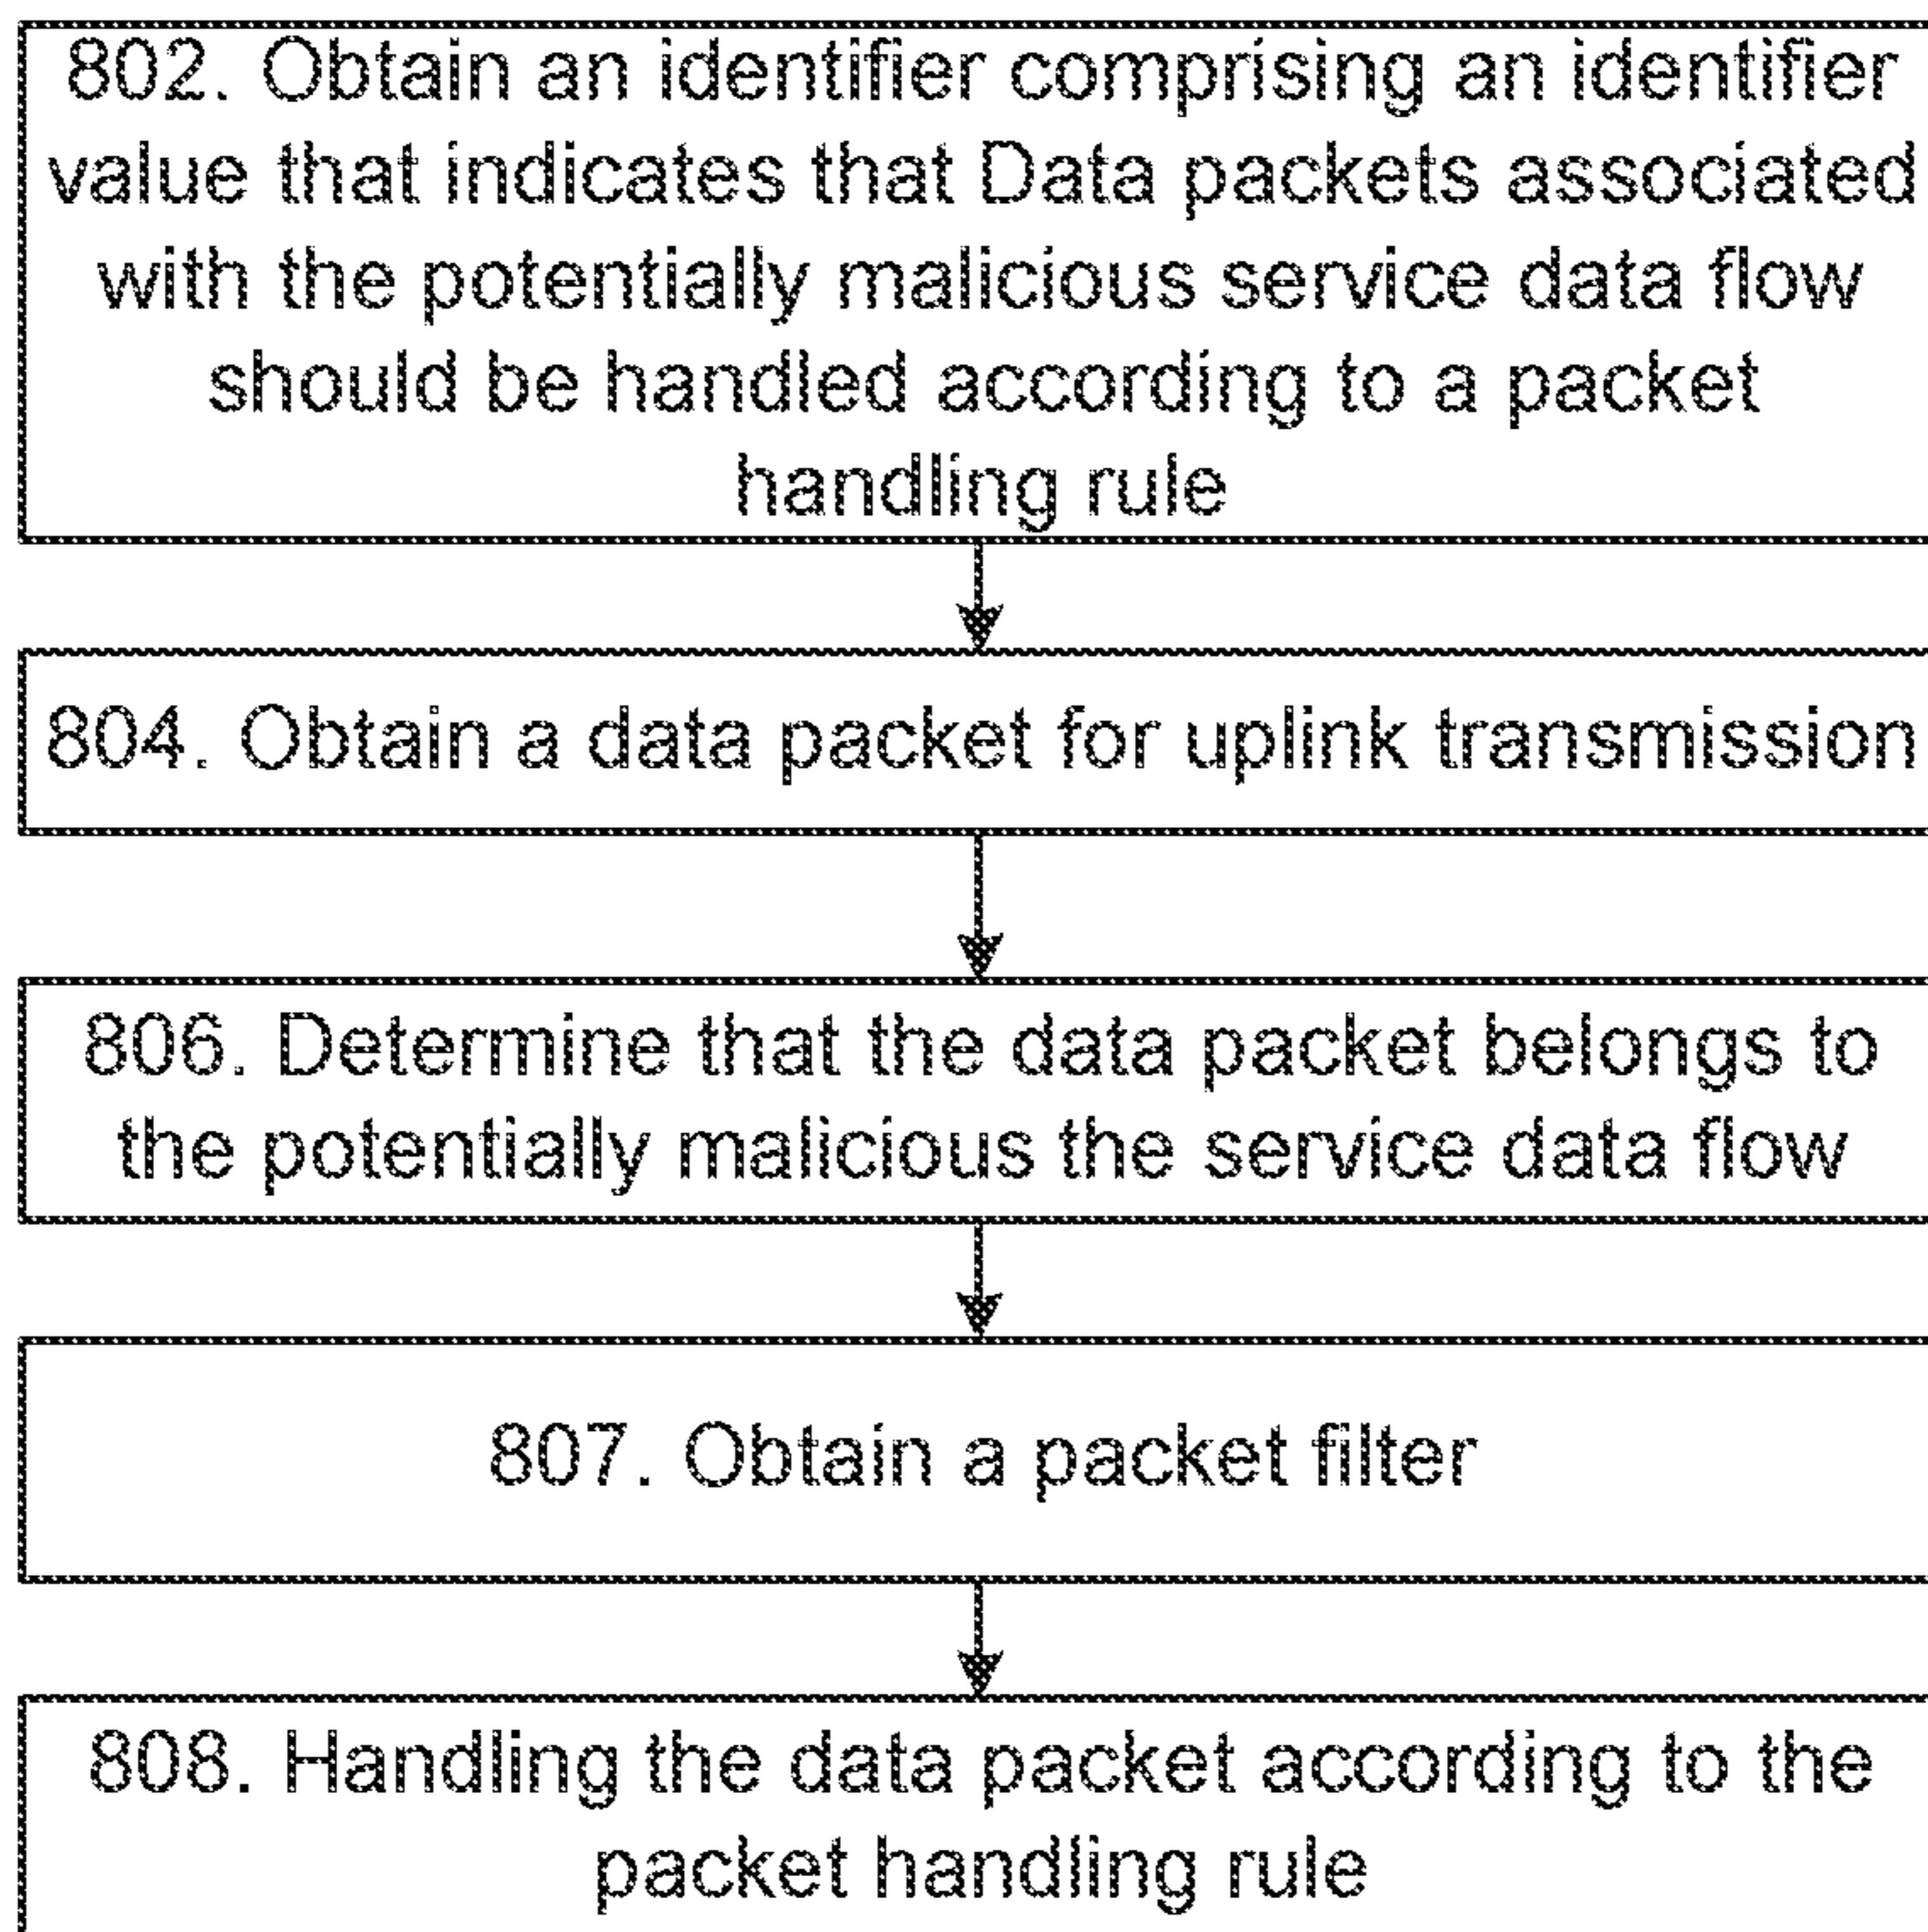 802. Obtain an identifier comprising an identifier
value that indicates that Data packets associated
with the potentially malicious service data flow
should be handled according to a packet
handling rule
804. Obtain a data packet for uplink transmission
806. Determine that the data packet belongs to
the potentially malicious the service data flow
807. Obtain a packet filter
808. Handling the data packet according to the
packet handling rule